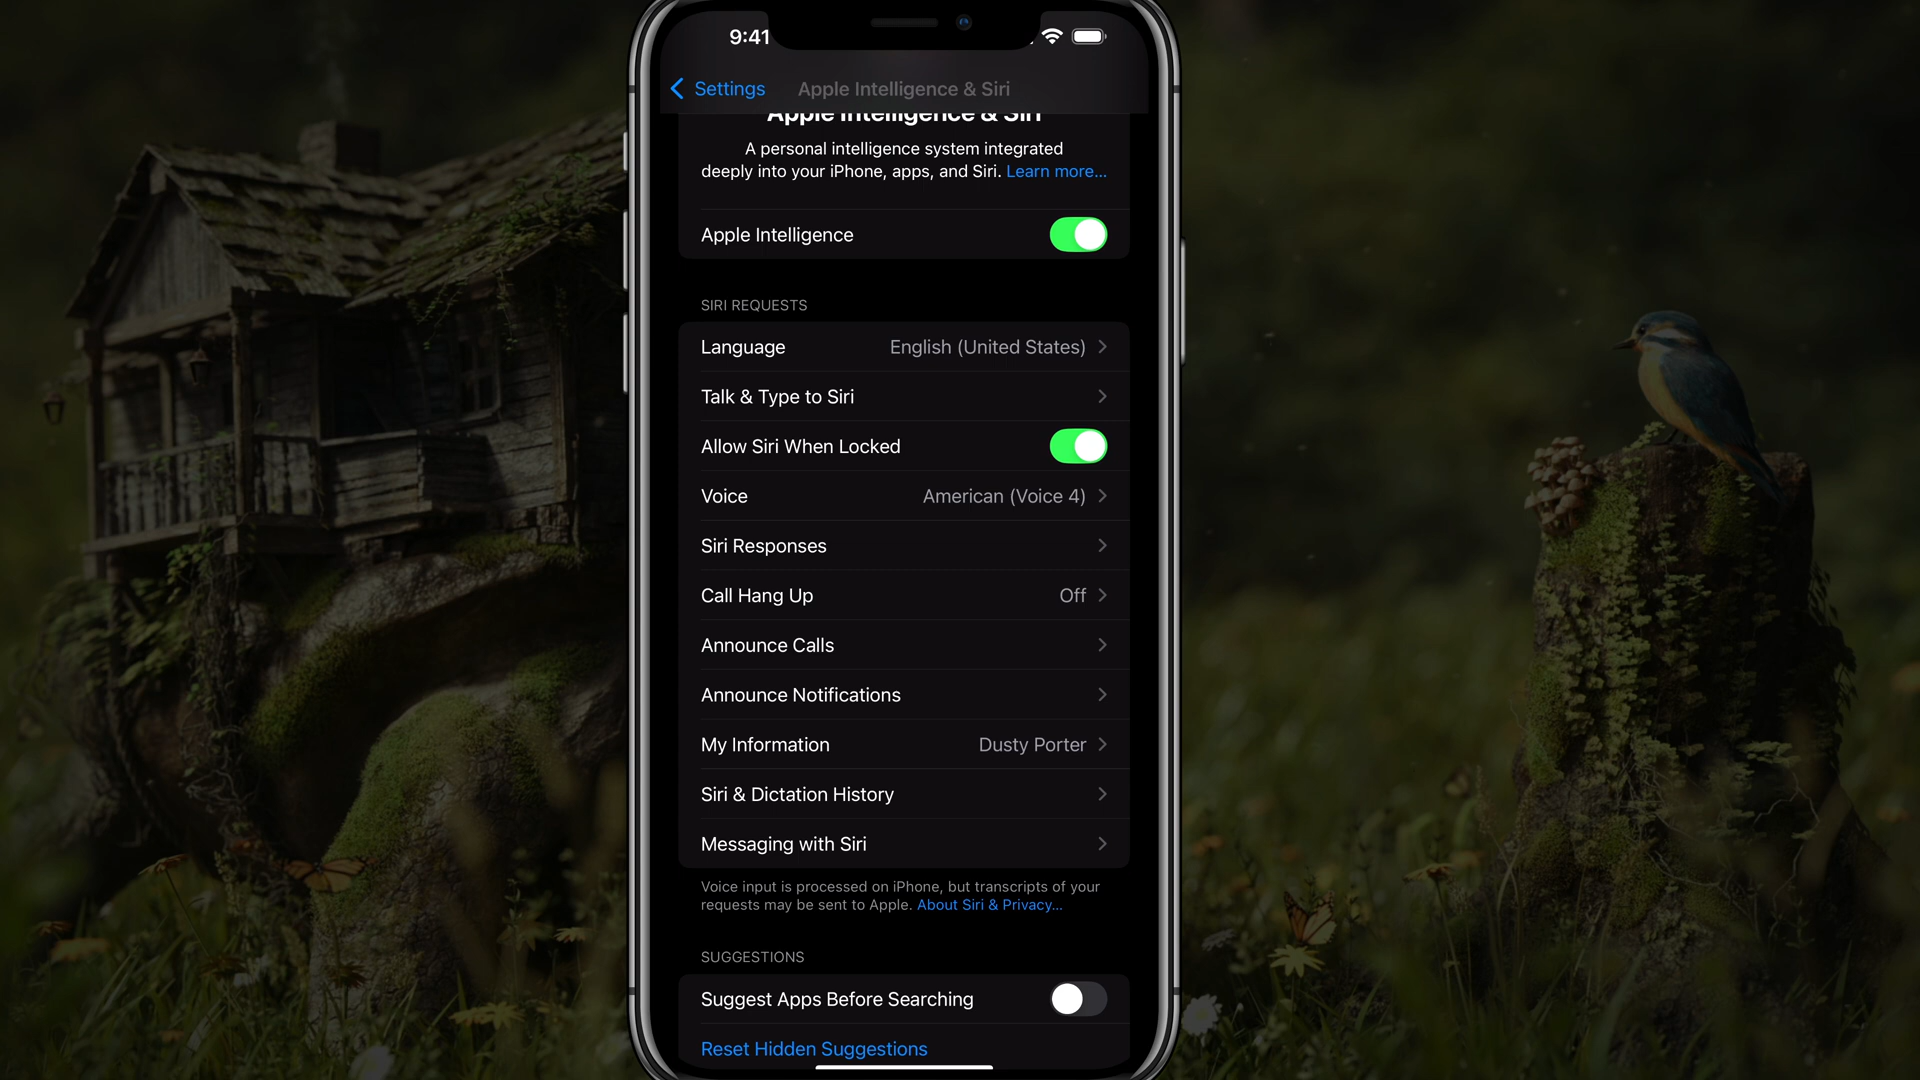 9:41
Settings
Apple Intelligence & Siri
Apple Intelligence & Siri
A personal intelligence system integrated
deeply into your iPhone, apps, and Siri. Learn more...
Apple Intelligence
SIRI REQUESTS
Language English (United States)
Talk & Type to Siri
Allow Siri When Locked
Voice American (Voice 4)
Siri Responses
Call Hang Up Off
Announce Calls
Announce Notifications
My Information Dusty Porter
Siri & Dictation History
Messaging with Siri
Voice input is processed on iPhone, but transcripts of your
requests may be sent to Apple. About Siri & Privacy...
SUGGESTIONS
Suggest Apps Before Searching
Reset Hidden Suggestions